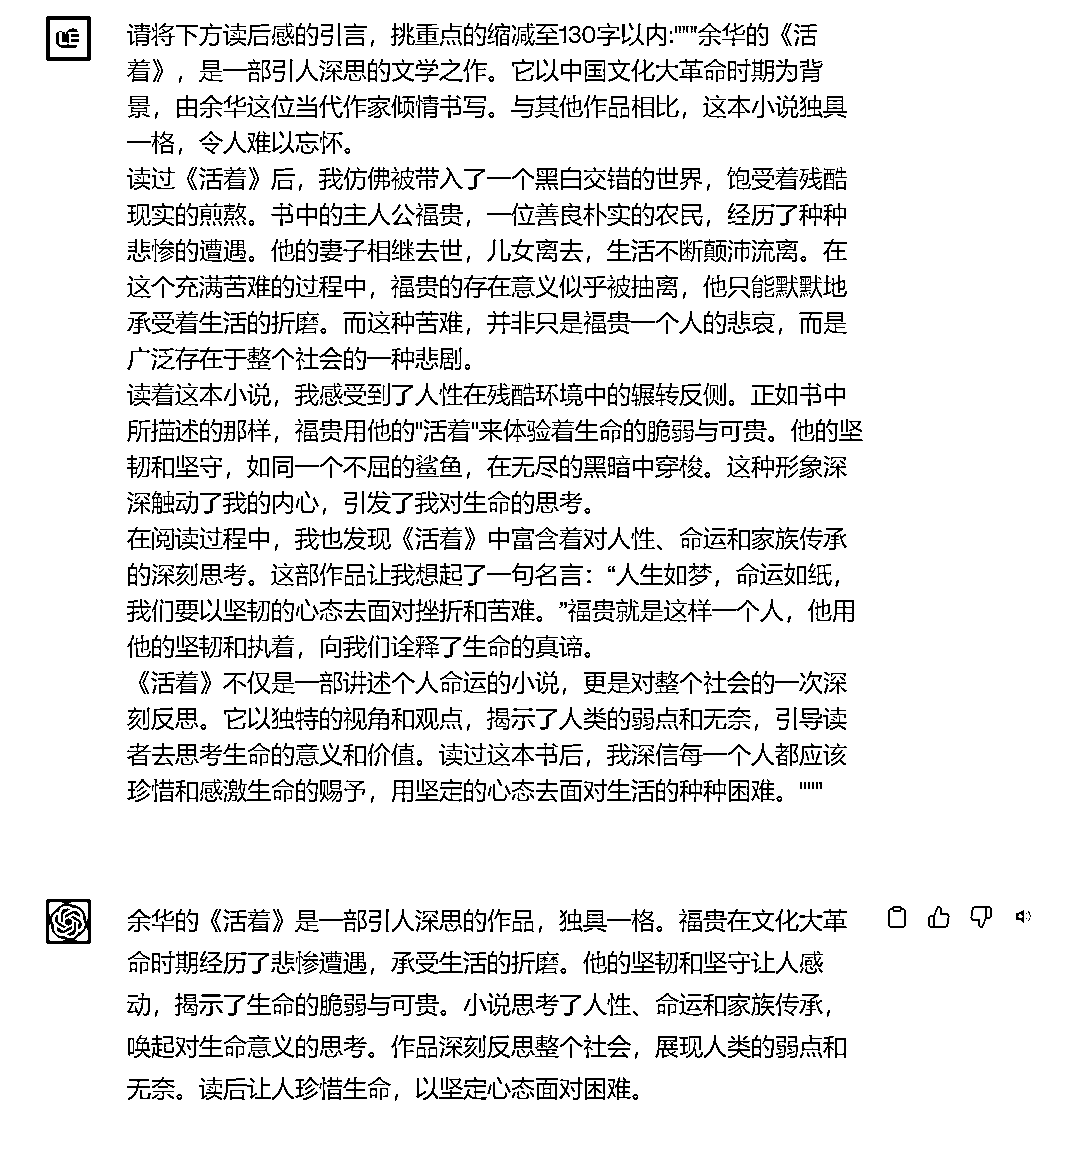 请将下方读后感的引言，挑重点的缩减至130字以内:"""余华的《活
着》，是一部引人深思的文学之作。它以中国文化大革命时期为背
景，由余华这位当代作家倾情书写。与其他作品相比，这本小说独具
一格，令人难以忘怀。
读过《活着》后，我仿佛被带入了一个黑白交错的世界，饱受着残酷
现实的煎熬。书中的主人公福贵，一位善良朴实的农民，经历了种种
悲惨的遭遇。他的妻子相继去世，儿女离去，生活不断颠沛流离。在
这个充满苦难的过程中，福贵的存在意义似乎被抽离，他只能默默地
承受着生活的折磨。而这种苦难，并非只是福贵一个人的悲哀，而是
广泛存在于整个社会的一种悲剧。
读着这本小说，我感受到了人性在残酷环境中的辗转反侧。正如书中
所描述的那样，福贵用他的"活着"来体验着生命的脆弱与可贵。他的坚
韧和坚守，如同一个不屈的鲨鱼，在无尽的黑暗中穿梭。这种形象深
深触动了我的内心，引发了我对生命的思考。
在阅读过程中，我也发现《活着》中富含着对人性、命运和家族传承
的深刻思考。这部作品让我想起了一句名言：“人生如梦，命运如纸，
我们要以坚韧的心态去面对挫折和苦难。”福贵就是这样一个人，他用
他的坚韧和执着，向我们诠释了生命的真谛。
《活着》不仅是一部讲述个人命运的小说，更是对整个社会的一次深
刻反思。它以独特的视角和观点，揭示了人类的弱点和无奈，引导读
者去思考生命的意义和价值。读过这本书后，我深信每一个人都应该
珍惜和感激生命的赐予，用坚定的心态去面对生活的种种困难。"""
余华的《活着》是一部引人深思的作品，独具一格。福贵在文化大革
命时期经历了悲惨遭遇，承受生活的折磨。他的坚韧和坚守让人感
动，揭示了生命的脆弱与可贵。小说思考了人性、命运和家族传承，
唤起对生命意义的思考。作品深刻反思整个社会，展现人类的弱点和
无奈。读后让人珍惜生命，以坚定心态面对困难。